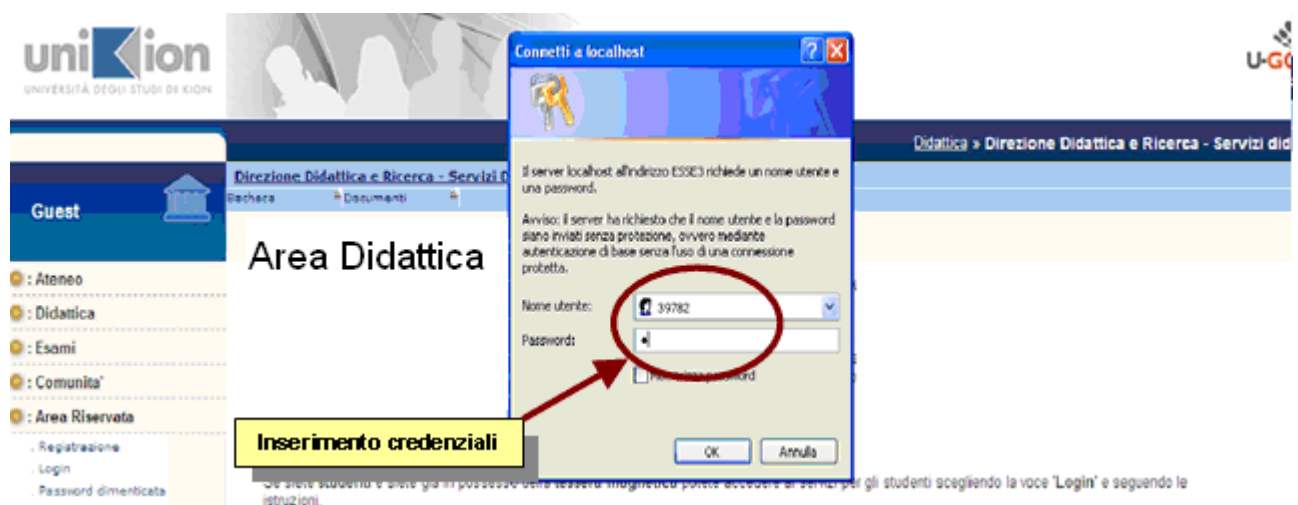 uniKion
UNIVERSITÀ DEGLI STUDI DI KION
Connetti a localhost
U-GO
Didattica » Direzione Didattica e Ricerca - Servizi did
Direzione Didattica e Ricerca - Servizi D
Bacheca Documenti
Guest
Area Didattica
: Ateneo
: Didattica
: Esami
: Comunita'
: Area Riservata
. Registrazione
. Login
. Password dimenticata
Il server localhost all'indirizzo ESSE3 richiede un nome utente e
una password.
Avviso: il server ha richiesto che il nome utente e la password
siano inviati senza protezione, ovvero mediante
autenticazione di base senza l'uso di una connessione
protetta.
Nome utente: 39782
Password:
password
Inserimento credenziali
OK Annulla
Se siete studenti e siete già in possesso della tessera magnetica potete accedere ai servizi per gli studenti scegliendo la voce 'Login' e seguendo le
istruzioni.